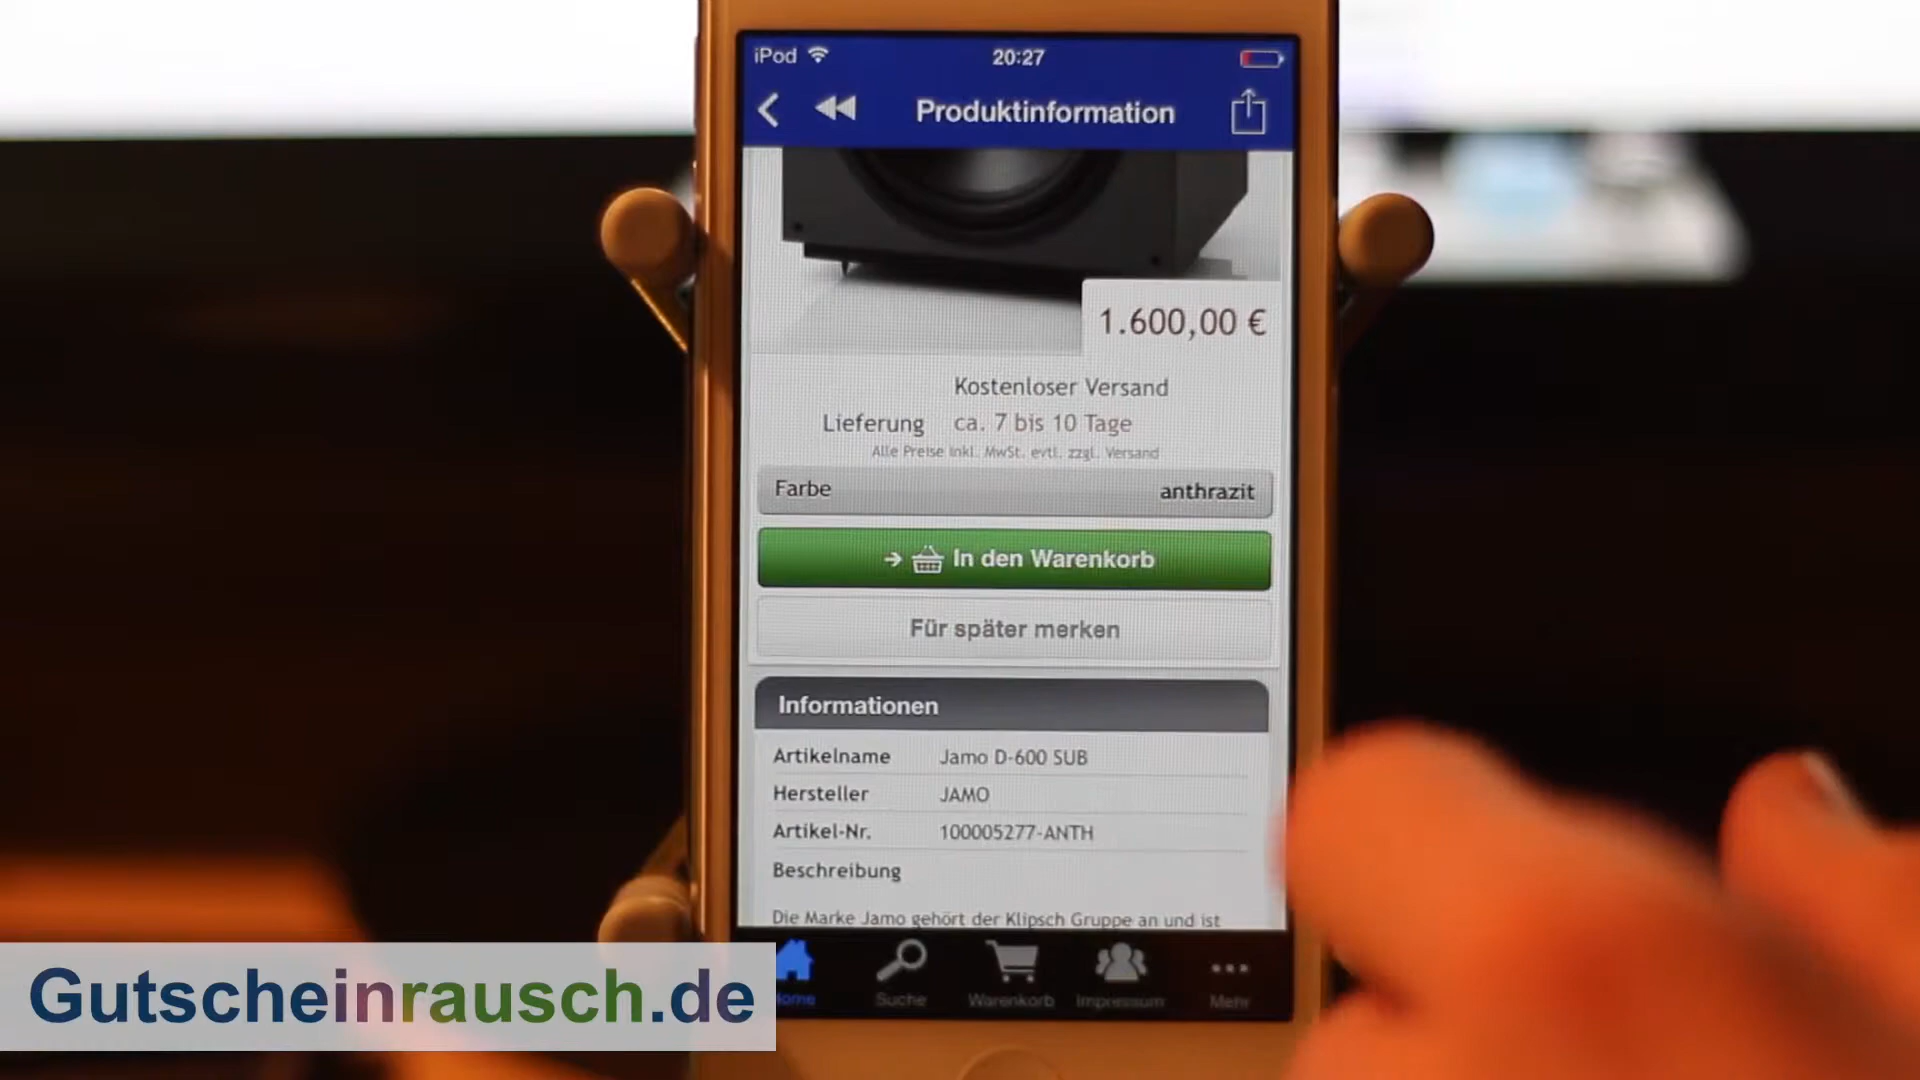 iPod 20:27
Produktinformation
1.600,00 €
Kostenloser Versand
Lieferung ca. 7 bis 10 Tage
Alle Preise inkl. MwSt. evtl. zzgl. Versand
Farbe anthrazit
In den Warenkorb
Für später merken
Informationen
Artikelname Jamo D-600 SUB
Hersteller JAMO
Artikel-Nr. 100005277-ANTH
Beschreibung
Die Marke Jamo gehört der Klipsch Gruppe an und ist
Home Suche Warenkorb Impressum Mehr
Gutscheinrausch.de